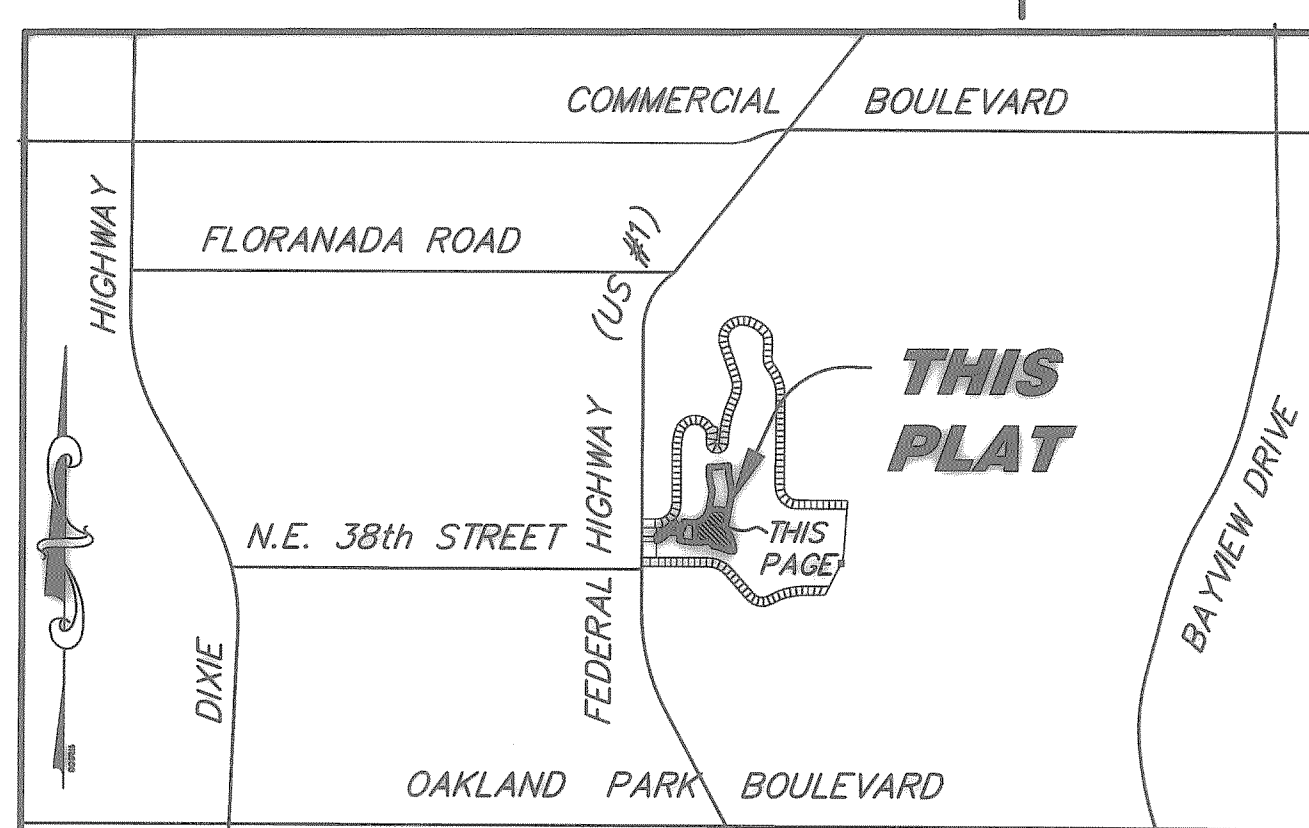 COMMERCIAL BOULEVARD
FLORANADA ROAD
HIGHWAY
(US #1)
THIS
PLAT
FEDERAL HIGHWAY
N.E. 38th STREET
THIS
PAGE
BAYVIEW DRIVE
DIXIE
OAKLAND PARK BOULEVARD